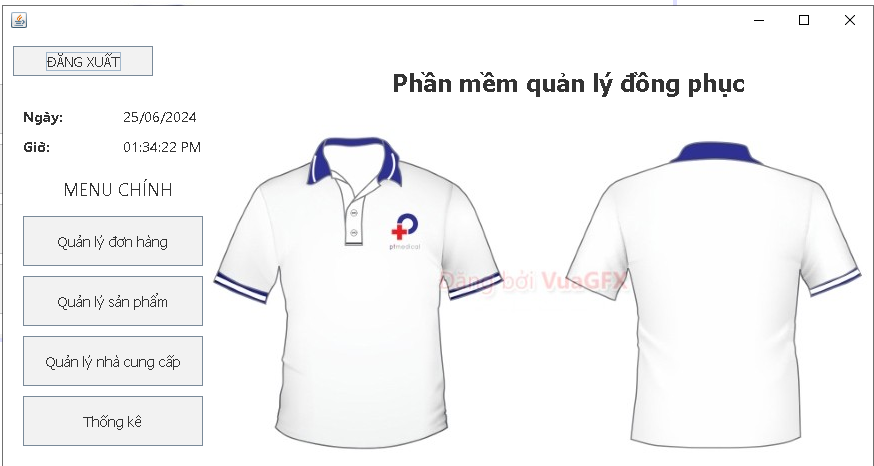 ĐĂNG XUẤT
Phần mềm quản lý đồng phục
Ngày: 25/06/2024
Giờ: 01:34:22 PM
MENU CHÍNH
Quản lý đơn hàng
Quản lý sản phẩm
Quản lý nhà cung cấp
Thống kê
ptmedical
Đăng bởi VuaGFX